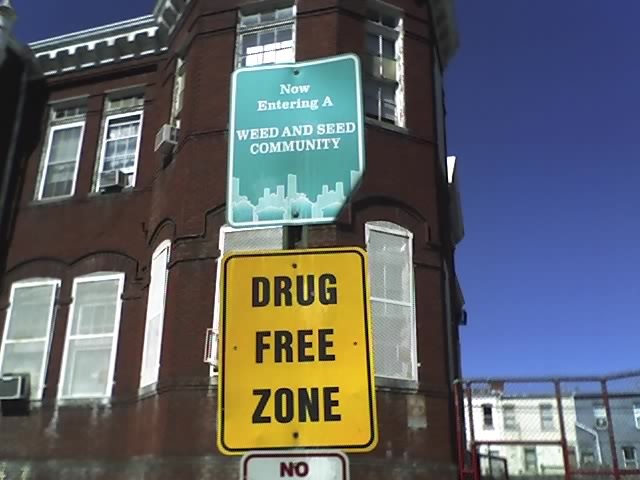 Now
Entering A
WEED AND SEED
COMMUNITY
DRUG
FREE
ZONE
NO